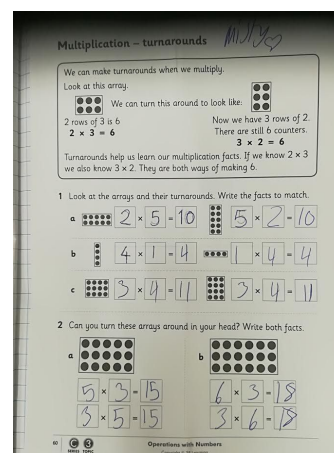 Multiplication – turnarounds Misty
We can make turnarounds when we multiply.
Look at this array.
We can turn this around to look like:
2 rows of 3 is 6
2 × 3 = 6
Now we have 3 rows of 2.
There are still 6 counters.
3 × 2 = 6
Turnarounds help us learn our multiplication facts. If we know 2 × 3
we also know 3 × 2. They are both ways of making 6.
1 Look at the arrays and their turnarounds. Write the facts to match.
a 2 × 5 = 10 5 × 2 = 10
b 4 × 1 = 4 1 × 4 = 4
c 3 × 4 = 11 3 × 4 = 11
2 Can you turn these arrays around in your head? Write both facts.
a b
5 × 3 = 15 6 × 3 = 18
3 × 5 = 15 3 × 6 = 18
60 C 3 Operations with Numbers
SERIES TOPIC